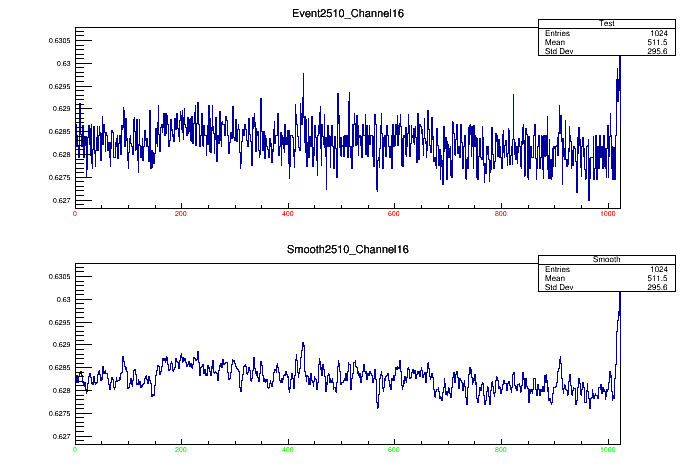 Event2510_Channel16
Test
Entries 1024
Mean 511.5
Std Dev 295.6
0.6305
0.63
0.6295
0.629
0.6285
0.628
0.6275
0.627
0 200 400 600 800 1000
Smooth2510_Channel16
Smooth
Entries 1024
Mean 511.5
Std Dev 295.6
0.6305
0.63
0.6295
0.629
0.6285
0.628
0.6275
0.627
0 200 400 600 800 1000